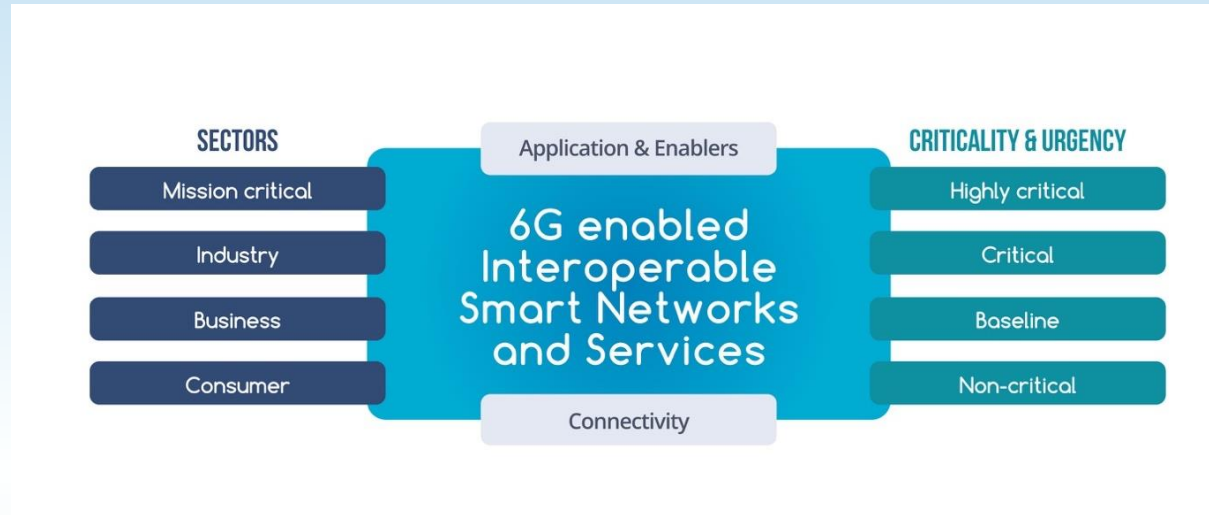 SECTORS
Mission critical
Industry
Business
Consumer
Application & Enablers
6G enabled
Interoperable
Smart Networks
and Services
Connectivity
CRITICALITY & URGENCY
Highly critical
Critical
Baseline
Non-critical